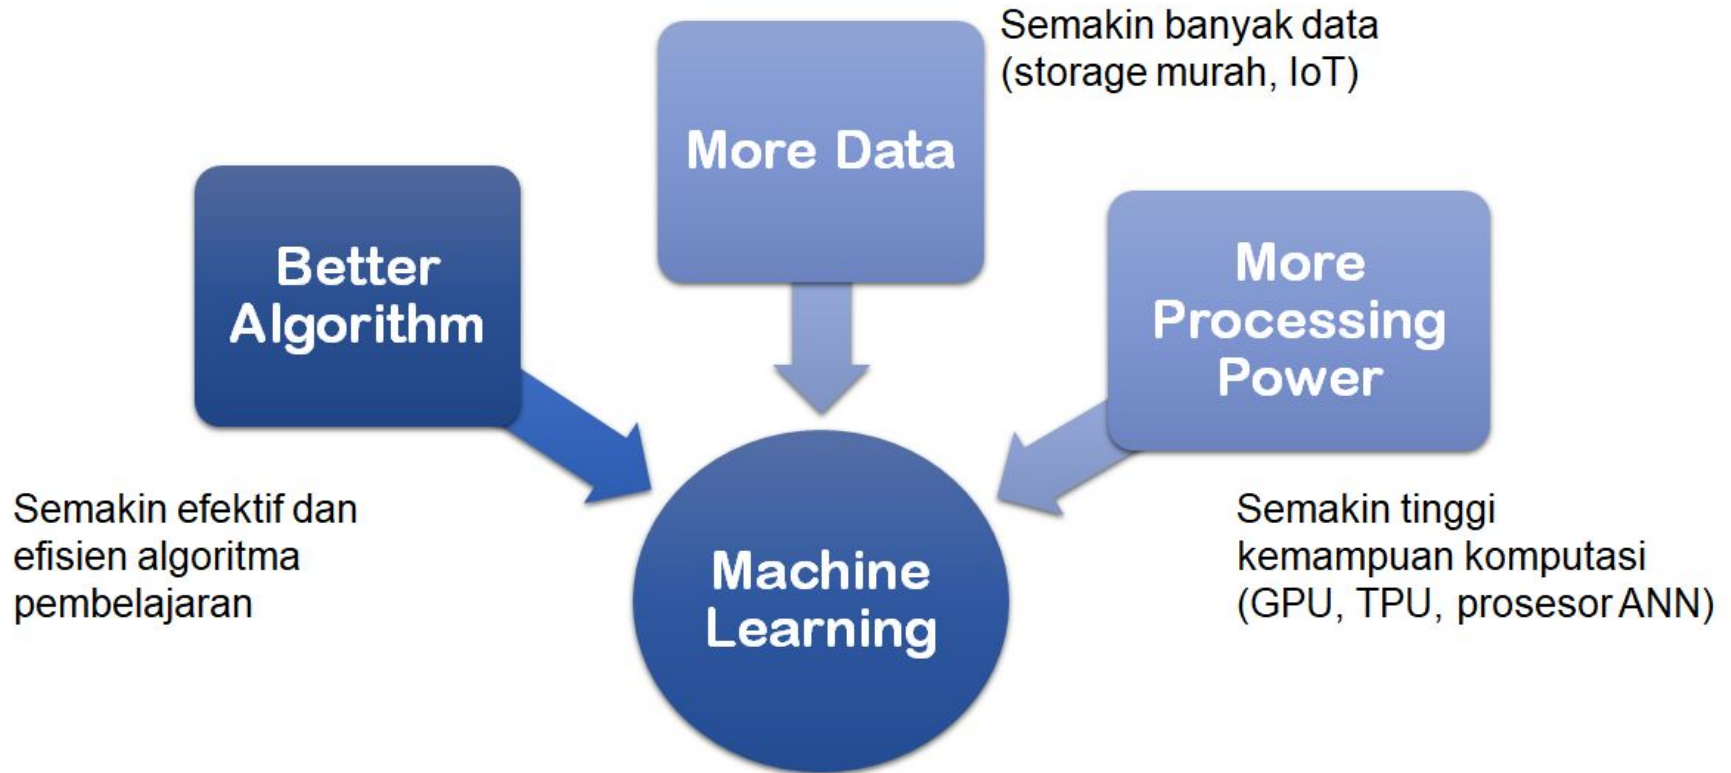 Semakin banyak data
(storage murah, IoT)
More Data
Better
Algorithm
More
Processing
Power
Semakin efektif dan
efisien algoritma
pembelajaran
Machine
Learning
Semakin tinggi
kemampuan komputasi
(GPU, TPU, prosesor ANN)